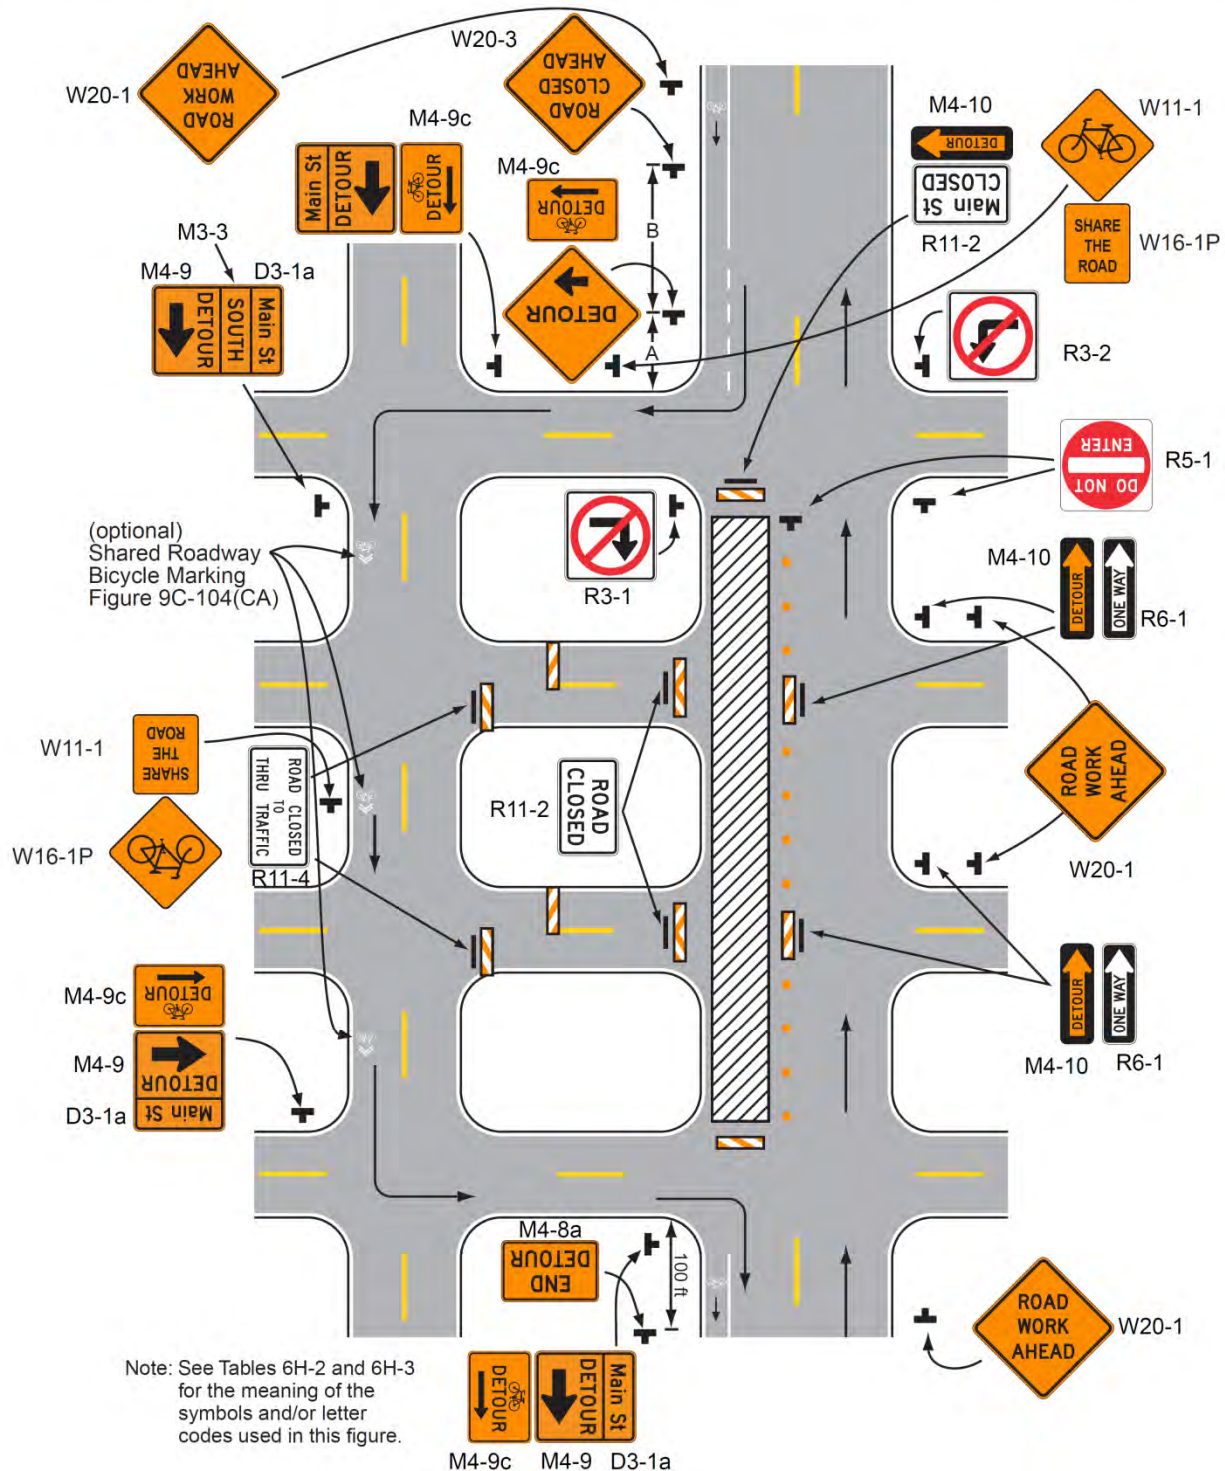 W20-1
ROAD
WORK
AHEAD
W20-3
ROAD
CLOSED
AHEAD
M4-9c
Main St
DETOUR
DETOUR
M4-9c
DETOUR
DETOUR
B
A
M4-10
DETOUR
Main St
CLOSED
R11-2
W11-1
SHARE
THE
ROAD
W16-1P
M3-3
M4-9
D3-1a
DETOUR
SOUTH
Main St
R3-2
DO NOT
ENTER
R5-1
(optional)
Shared Roadway
Bicycle Marking
Figure 9C-104(CA)
R3-1
M4-10
DETOUR
ONE WAY
R6-1
W11-1
SHARE
THE
ROAD
W16-1P
ROAD CLOSED
TO
THRU TRAFFIC
R11-4
R11-2
ROAD
CLOSED
ROAD
WORK
AHEAD
W20-1
M4-9c
DETOUR
M4-9
DETOUR
D3-1a
Main St
DETOUR
ONE WAY
M4-10
R6-1
M4-8a
END
DETOUR
100 ft
ROAD
WORK
AHEAD
W20-1
DETOUR
DETOUR
Main St
M4-9c
M4-9
D3-1a
Note: See Tables 6H-2 and 6H-3
for the meaning of the
symbols and/or letter
codes used in this figure.